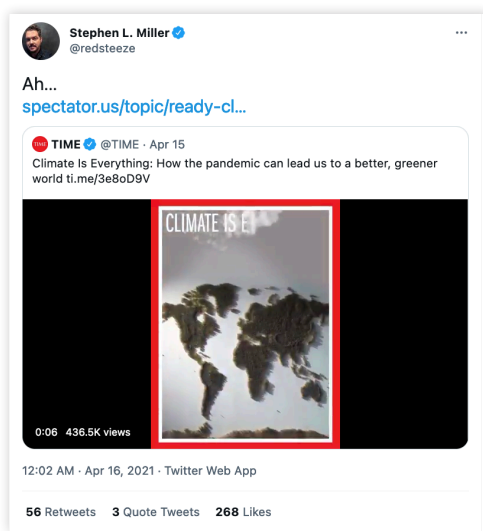 Stephen L. Miller
@redsteeze
Ah...
spectator.us/topic/ready-cl...
TIME
TIME @TIME · Apr 15
Climate Is Everything: How the pandemic can lead us to a better, greener
world ti.me/3e8oD9V
CLIMATE IS E
0:06 436.5K views
12:02 AM · Apr 16, 2021 · Twitter Web App
56 Retweets 3 Quote Tweets 268 Likes